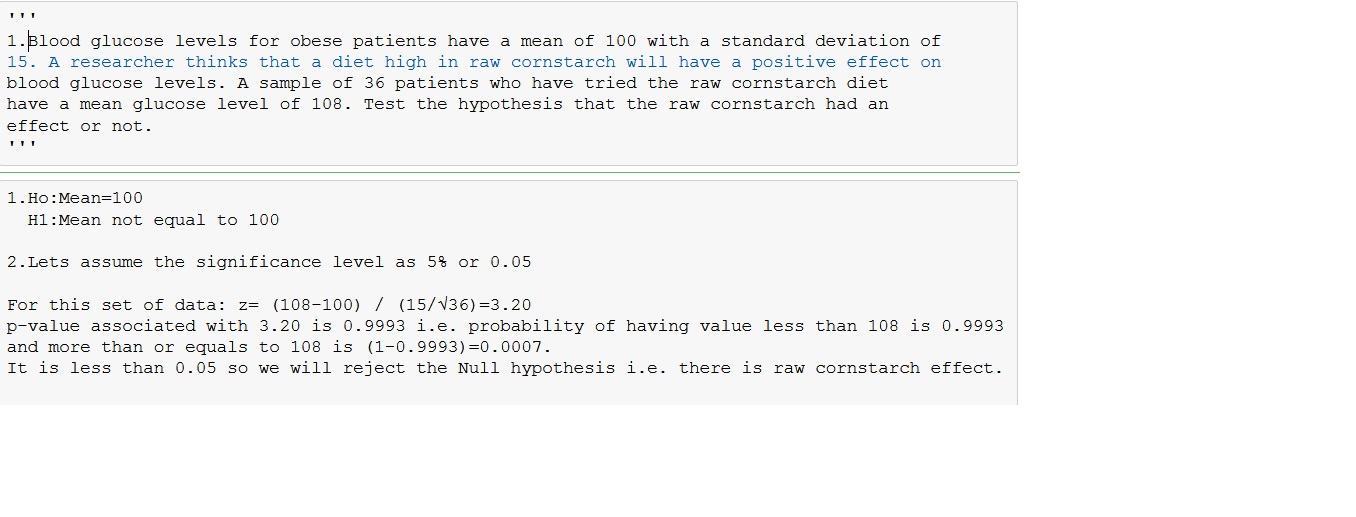 '''
1.Blood glucose levels for obese patients have a mean of 100 with a standard deviation of
15. A researcher thinks that a diet high in raw cornstarch will have a positive effect on
blood glucose levels. A sample of 36 patients who have tried the raw cornstarch diet
have a mean glucose level of 108. Test the hypothesis that the raw cornstarch had an
effect or not.
'''
1.Ho:Mean=100
H1:Mean not equal to 100
2.Lets assume the significance level as 5% or 0.05
For this set of data: z= (108-100) / (15/√36)=3.20
p-value associated with 3.20 is 0.9993 i.e. probability of having value less than 108 is 0.9993
and more than or equals to 108 is (1-0.9993)=0.0007.
It is less than 0.05 so we will reject the Null hypothesis i.e. there is raw cornstarch effect.